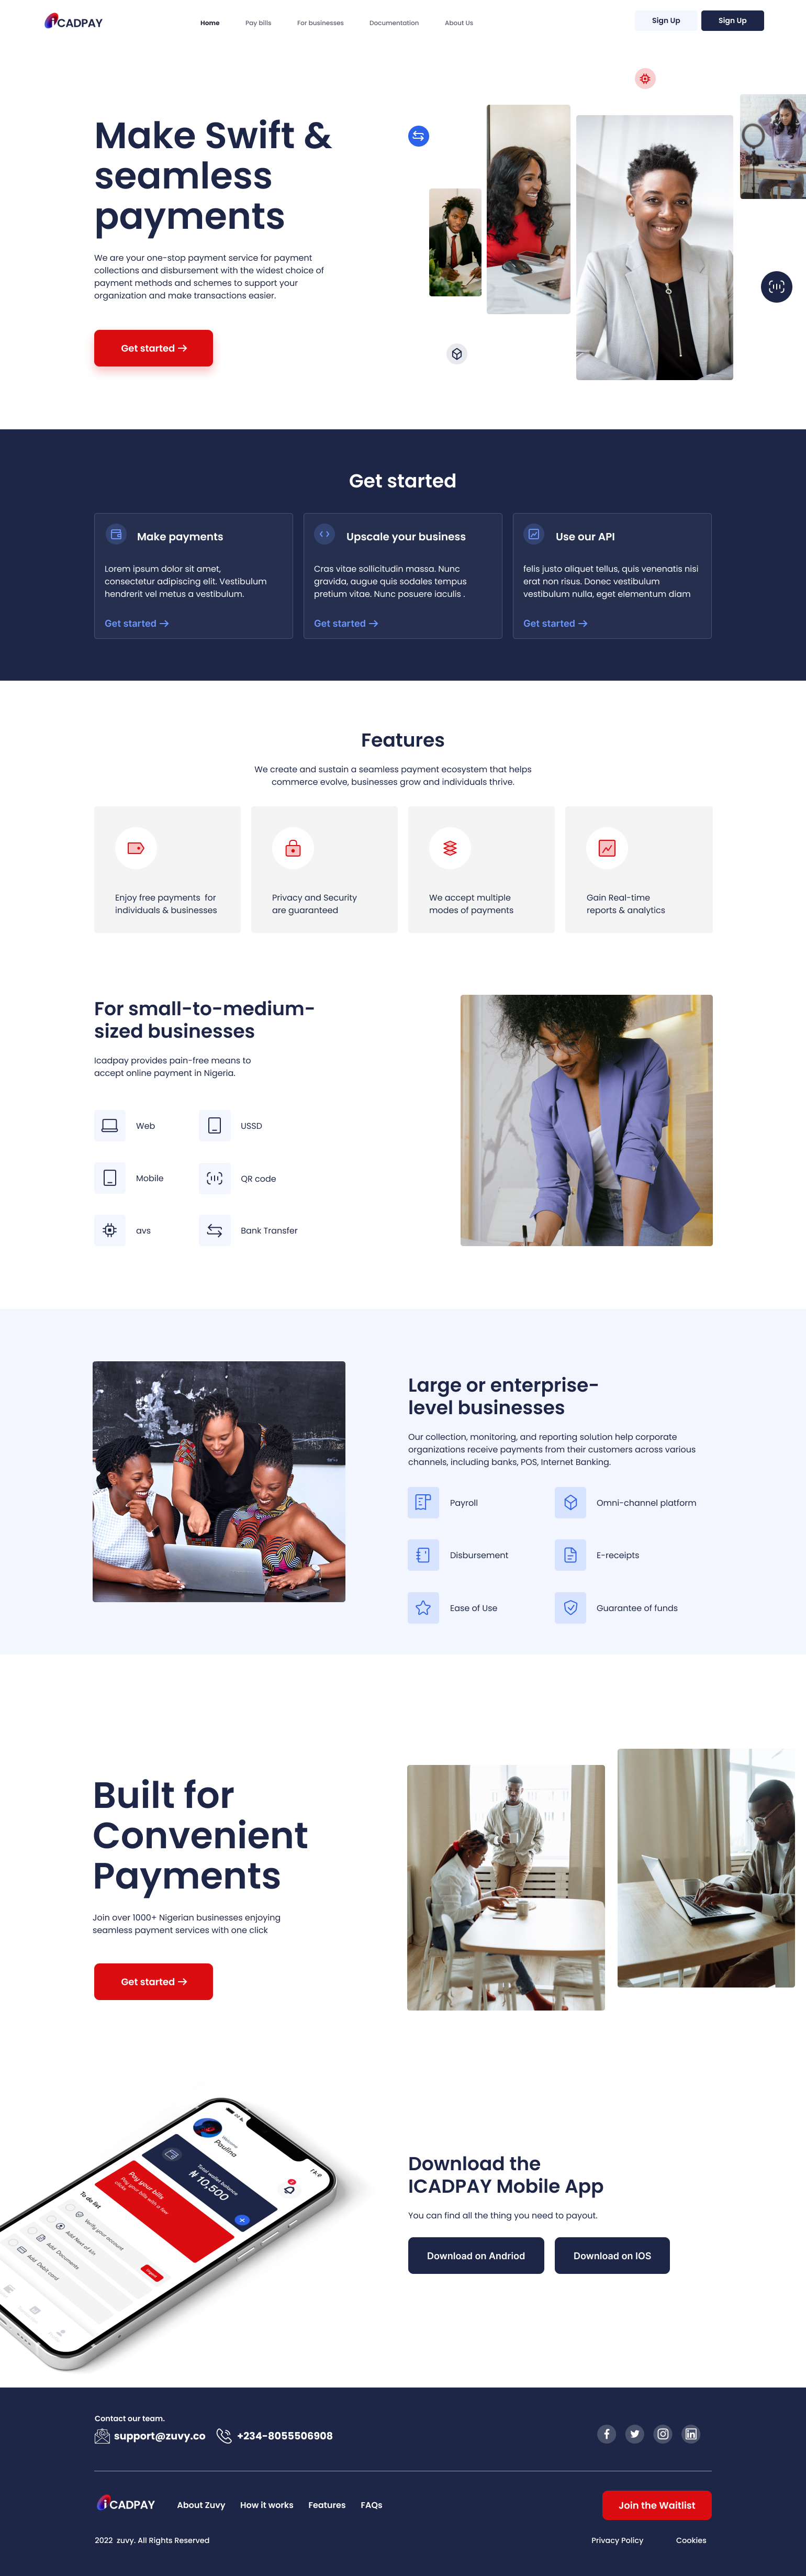 iCADPAY
Home
Pay bills
For businesses
Documentation
About Us
Sign Up
Sign Up
Make Swift &
seamless
payments
We are your one-stop payment service for payment
collections and disbursement with the widest choice of
payment methods and schemes to support your
organization and make transactions easier.
Get started →
Get started
Make payments
Lorem ipsum dolor sit amet,
consectetur adipiscing elit. Vestibulum
hendrerit vel metus a vestibulum.
Get started →
Upscale your business
Cras vitae sollicitudin massa. Nunc
gravida, augue quis sodales tempus
pretium vitae. Nunc posuere iaculis .
Get started →
Use our API
felis justo aliquet tellus, quis venenatis nisi
erat non risus. Donec vestibulum
vestibulum nulla, eget elementum diam
Get started →
Features
We create and sustain a seamless payment ecosystem that helps
commerce evolve, businesses grow and individuals thrive.
Enjoy free payments for
individuals & businesses
Privacy and Security
are guaranteed
We accept multiple
modes of payments
Gain Real-time
reports & analytics
For small-to-medium-
sized businesses
Icadpay provides pain-free means to
accept online payment in Nigeria.
Web
USSD
Mobile
QR code
avs
Bank Transfer
Large or enterprise-
level businesses
Our collection, monitoring, and reporting solution help corporate
organizations receive payments from their customers across various
channels, including banks, POS, Internet Banking.
Payroll
Omni-channel platform
Disbursement
E-receipts
Ease of Use
Guarantee of funds
Built for
Convenient
Payments
Join over 1000+ Nigerian businesses enjoying
seamless payment services with one click
Get started →
Welcome
Paulina
Total wallet balance
₦ 10,500
Pay your bills
Pay your bills with a few
clicks
To do list
Verify your account
Add Next of kin
Add Documents
Add Debit card
Download the
ICADPAY Mobile App
You can find all the thing you need to payout.
Download on Andriod
Download on IOS
Contact our team.
support@zuvy.co
+234-8055506908
iCADPAY
About Zuvy
How it works
Features
FAQs
Join the Waitlist
2022 zuvy. All Rights Reserved
Privacy Policy
Cookies